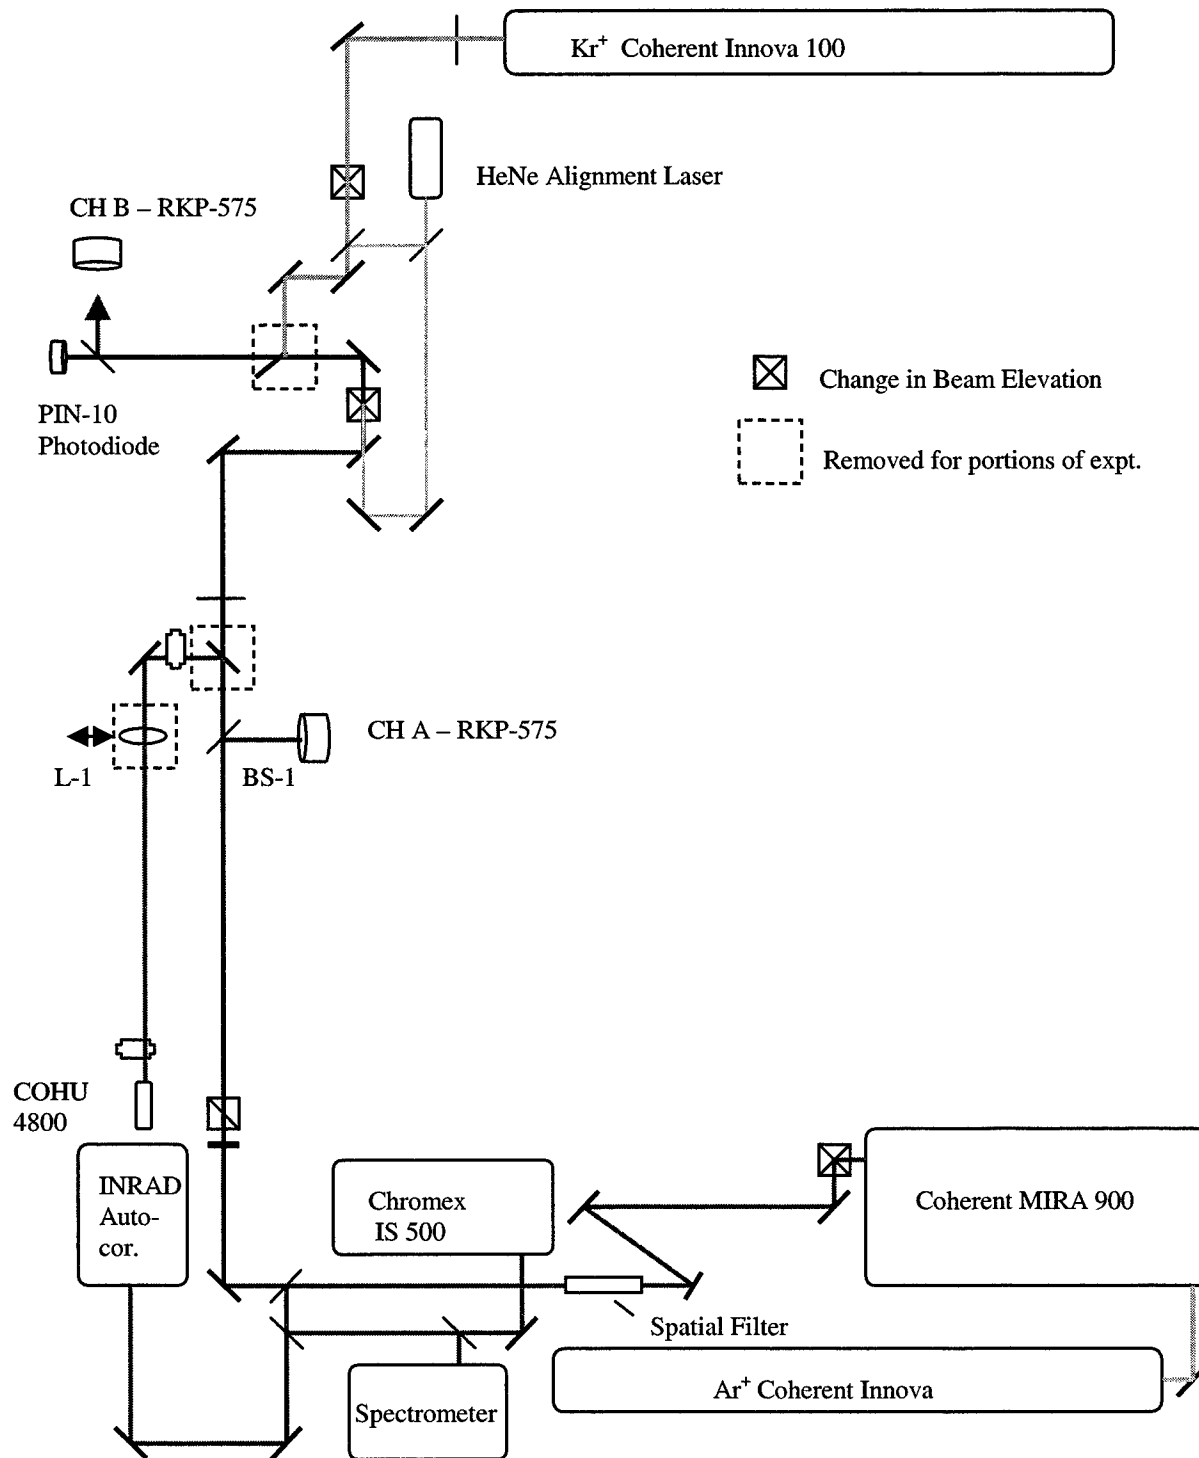 Kr+ Coherent Innova 100
HeNe Alignment Laser
CH B – RKP-575
PIN-10
Photodiode
Change in Beam Elevation
Removed for portions of expt.
CH A – RKP-575
L-1
BS-1
COHU
4800
INRAD
Auto-
cor.
Chromex
IS 500
Coherent MIRA 900
Spatial Filter
Ar+ Coherent Innova
Spectrometer